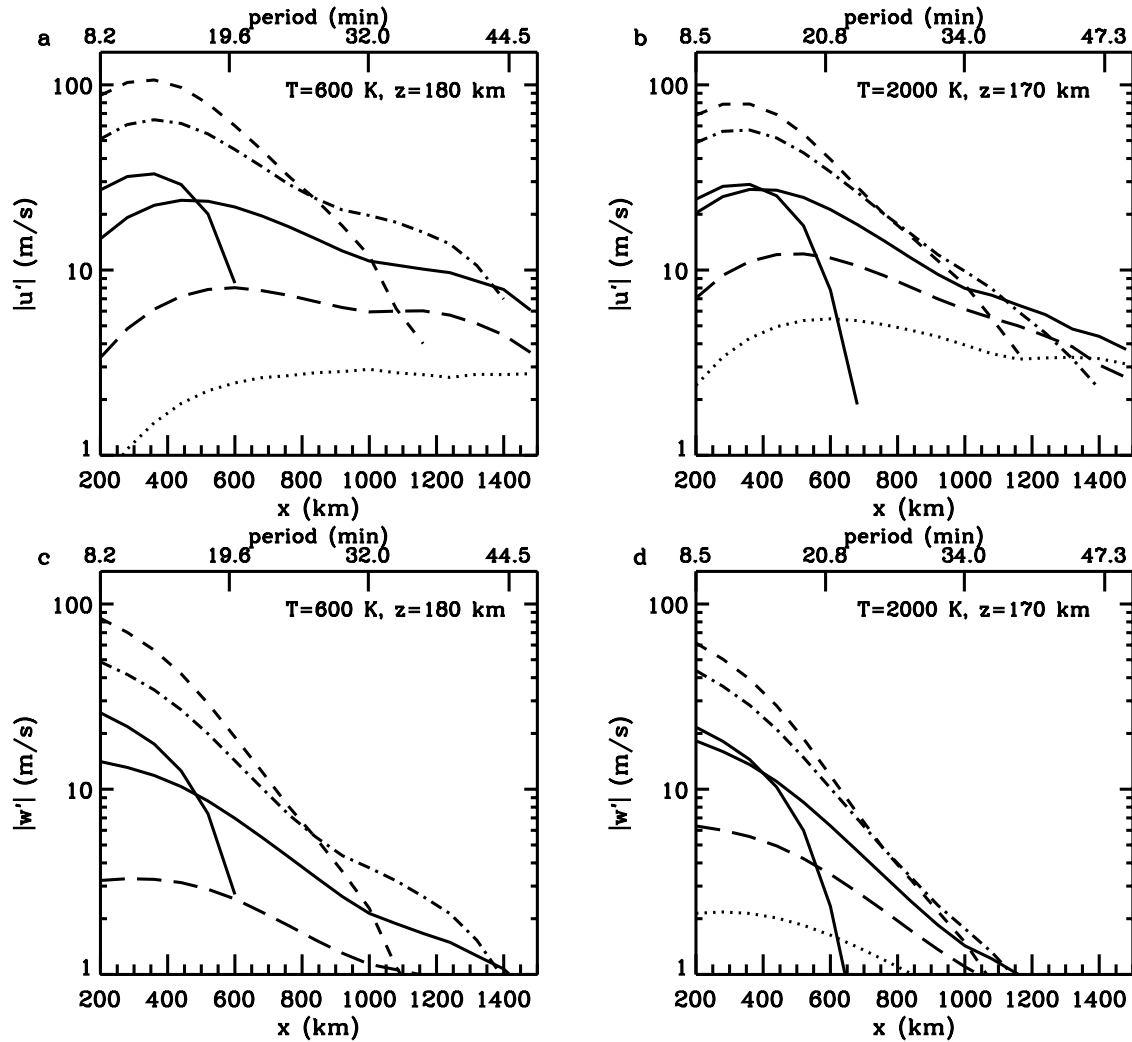 period (min)
a
8.2 19.6 32.0 44.5
T=600 K, z=180 km
100
10
1
|u'| (m/s)
200 400 600 800 1000 1200 1400
x (km)
period (min)
b
8.5 20.8 34.0 47.3
T=2000 K, z=170 km
100
10
1
|u'| (m/s)
200 400 600 800 1000 1200 1400
x (km)
period (min)
c
8.2 19.6 32.0 44.5
T=600 K, z=180 km
100
10
1
|w'| (m/s)
200 400 600 800 1000 1200 1400
x (km)
period (min)
d
8.5 20.8 34.0 47.3
T=2000 K, z=170 km
100
10
1
|w'| (m/s)
200 400 600 800 1000 1200 1400
x (km)